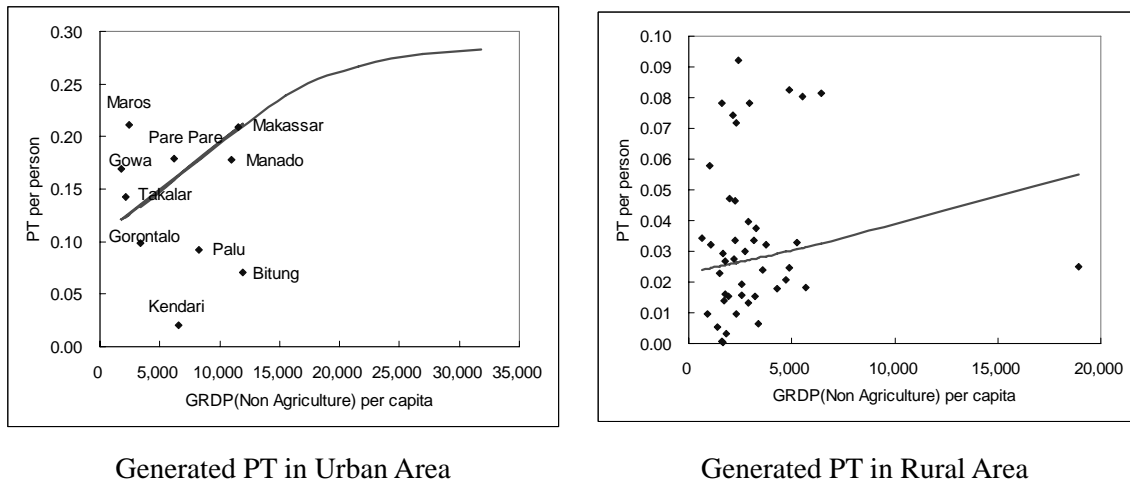 0.30
0.25
0.20
0.15
0.10
0.05
0.00
PT per person
Maros
Pare Pare
Makassar
Gowa
Manado
Takalar
Gorontalo
Palu
Bitung
Kendari
0 5,000 10,000 15,000 20,000 25,000 30,000 35,000
GRDP(Non Agriculture) per capita
Generated PT in Urban Area
0.10
0.09
0.08
0.07
0.06
0.05
0.04
0.03
0.02
0.01
0.00
PT per person
0 5,000 10,000 15,000 20,000
GRDP(Non Agriculture) per capita
Generated PT in Rural Area